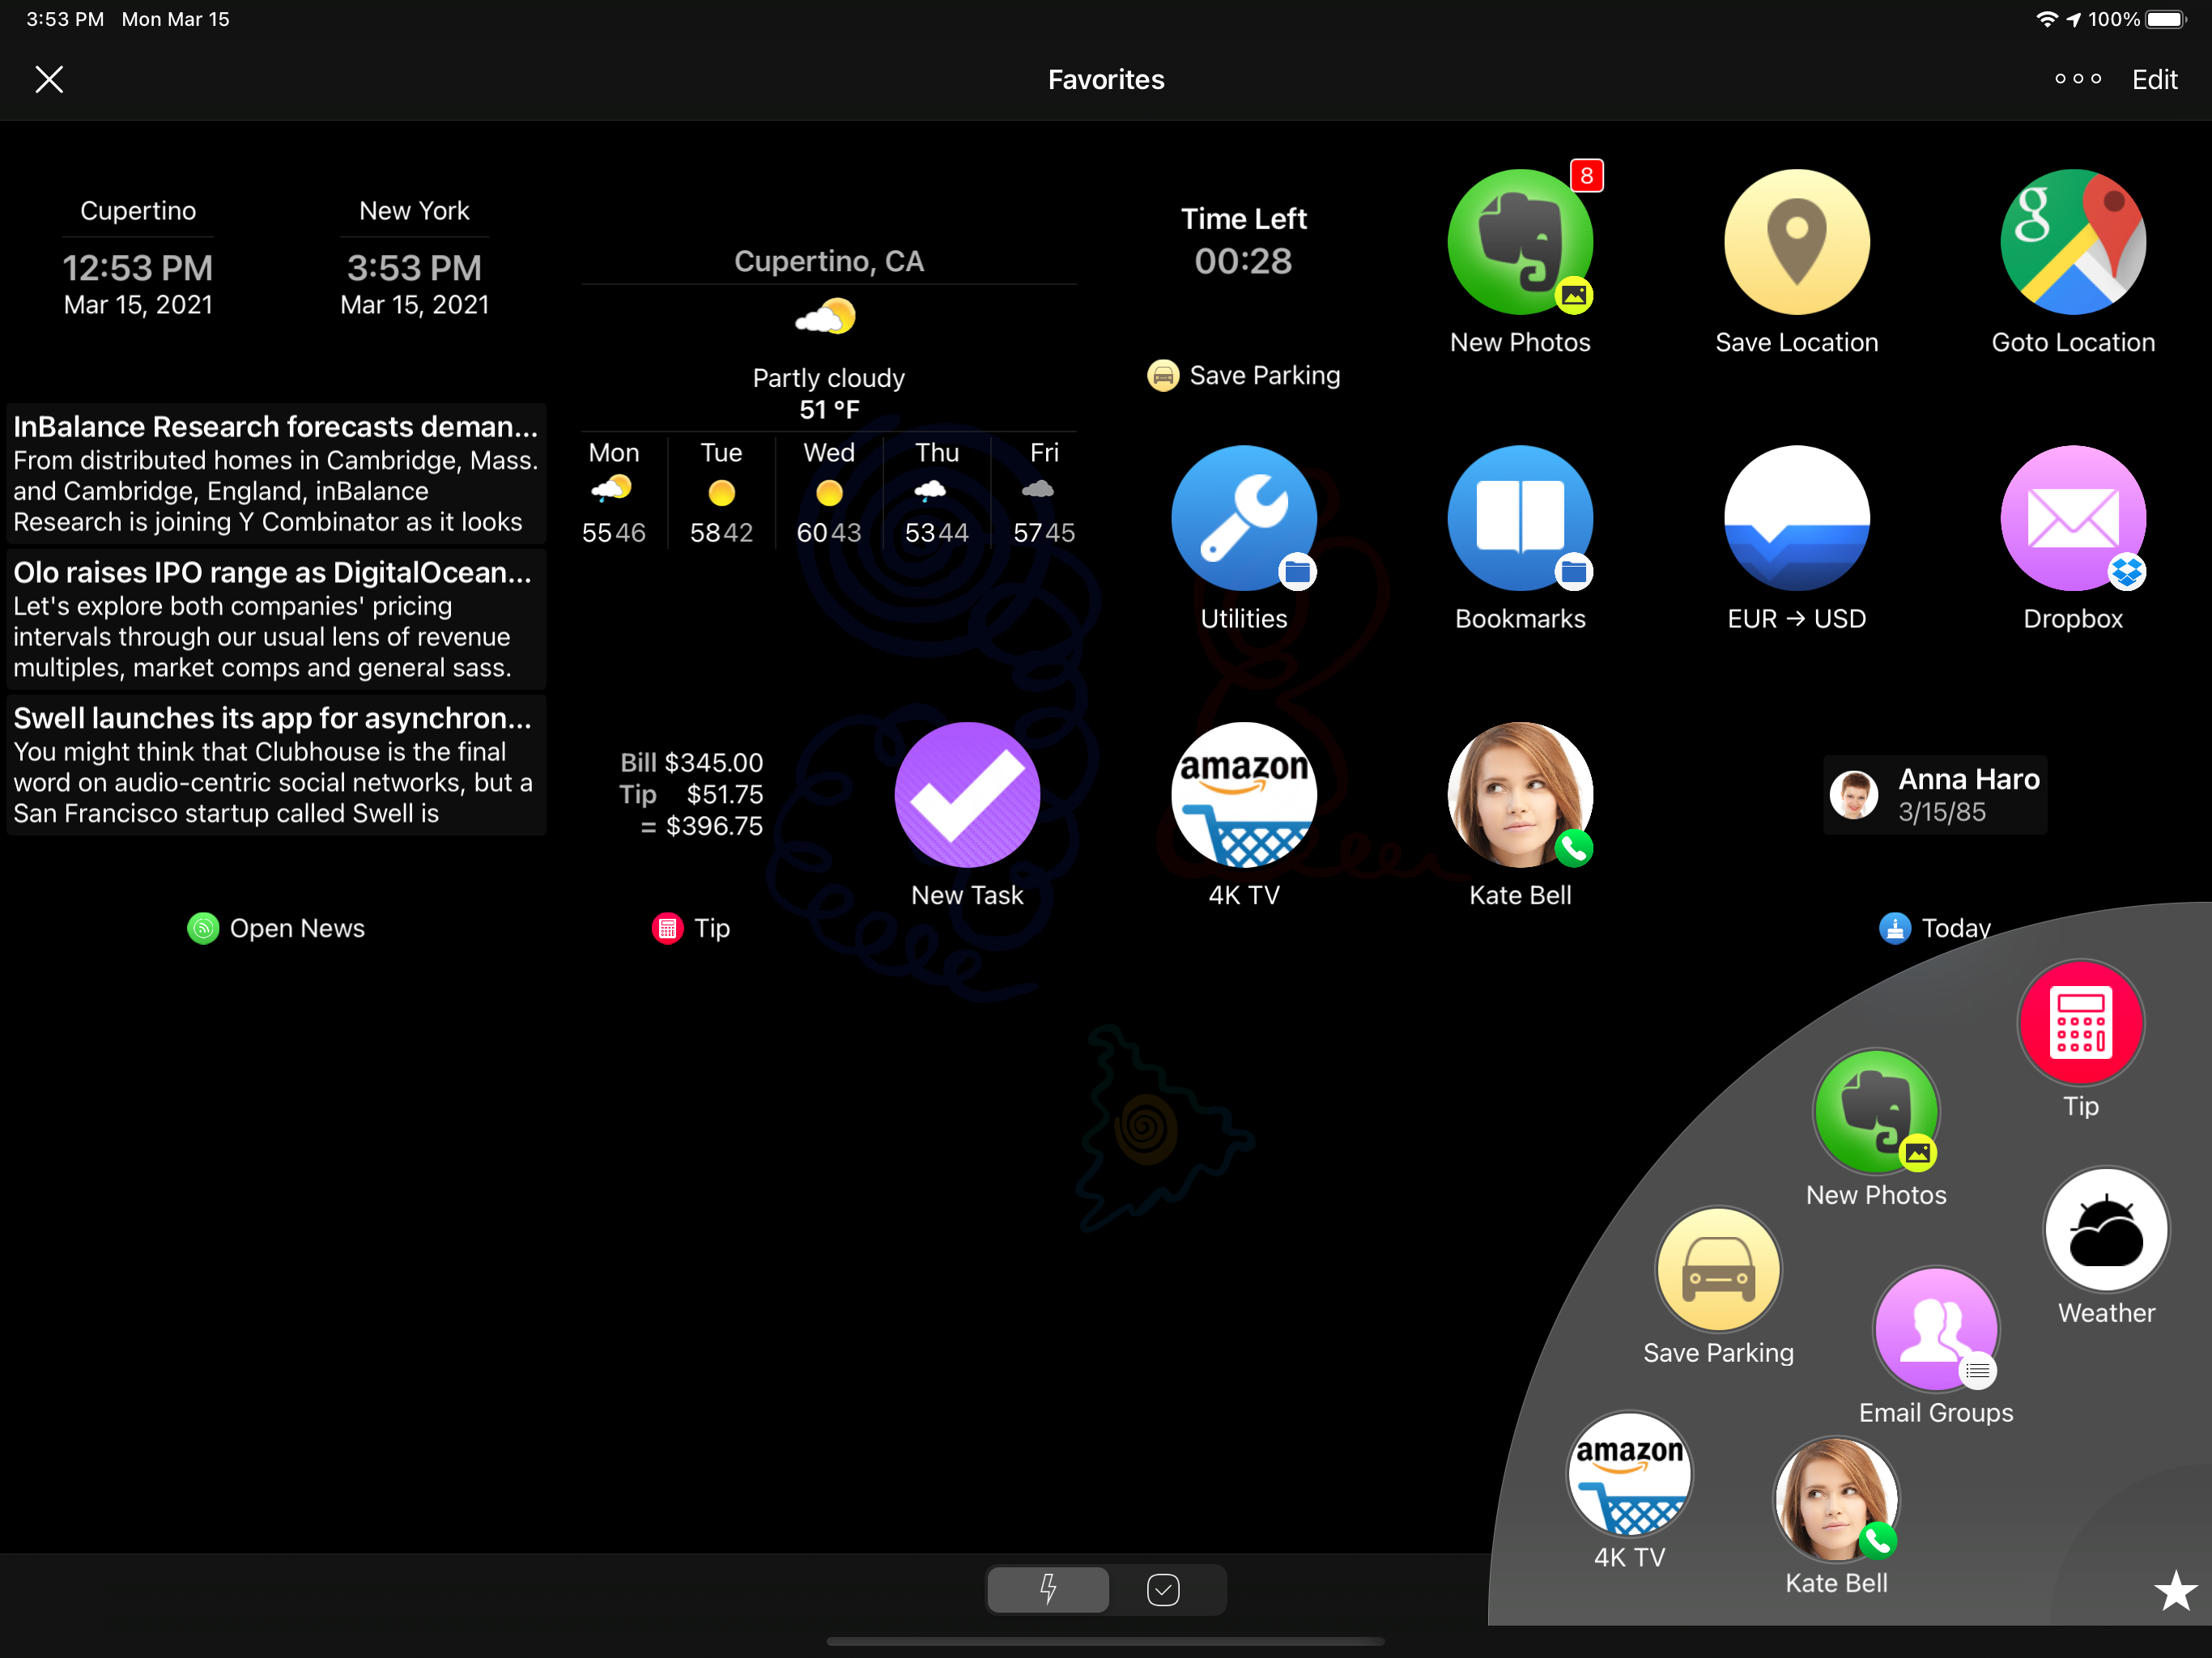 3:53 PM Mon Mar 15
100%
Favorites
Edit
Cupertino
12:53 PM
Mar 15, 2021
New York
3:53 PM
Mar 15, 2021
InBalance Research forecasts deman...
From distributed homes in Cambridge, Mass.
and Cambridge, England, inBalance
Research is joining Y Combinator as it looks
Olo raises IPO range as DigitalOcean...
Let's explore both companies' pricing
intervals through our usual lens of revenue
multiples, market comps and general sass.
Swell launches its app for asynchron...
You might think that Clubhouse is the final
word on audio-centric social networks, but a
San Francisco startup called Swell is
Open News
Cupertino, CA
Partly cloudy
51 °F
Mon Tue Wed Thu Fri
55 46 58 42 60 43 53 44 57 45
Time Left
00:28
Save Parking
8
New Photos
Save Location
g
Goto Location
Utilities
Bookmarks
EUR → USD
Dropbox
Bill $345.00
Tip $51.75
= $396.75
Tip
New Task
amazon
4K TV
Kate Bell
Anna Haro
3/15/85
Today
Tip
New Photos
Weather
Save Parking
Email Groups
amazon
4K TV
Kate Bell